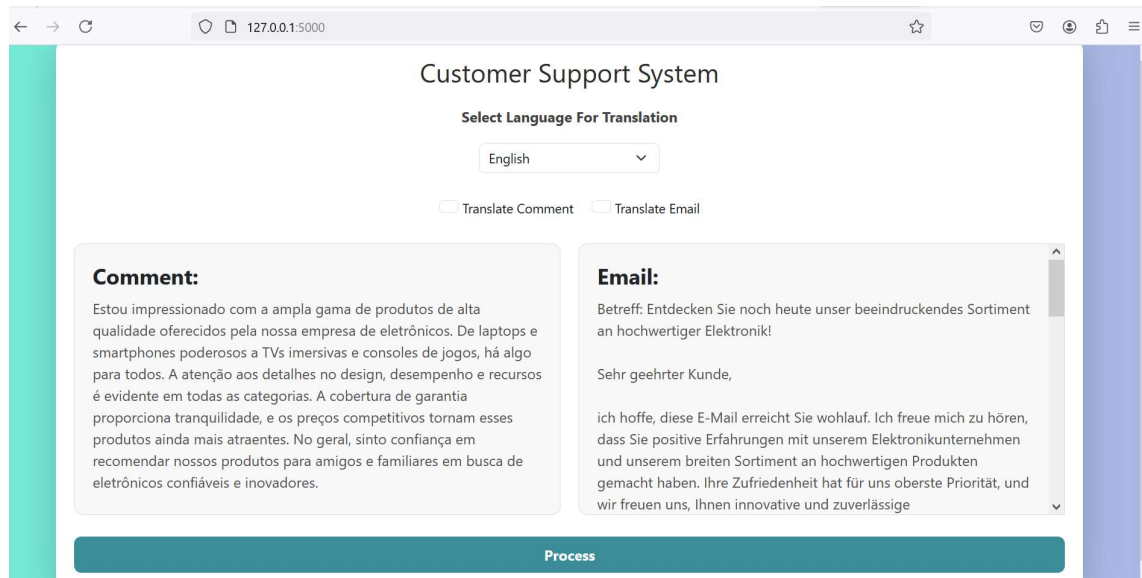 127.0.0.1:5000
Customer Support System
Select Language For Translation
English
Translate Comment Translate Email
Comment:
Estou impressionado com a ampla gama de produtos de alta
qualidade oferecidos pela nossa empresa de eletrônicos. De laptops e
smartphones poderosos a TVs imersivas e consoles de jogos, há algo
para todos. A atenção aos detalhes no design, desempenho e recursos
é evidente em todas as categorias. A cobertura de garantia
proporciona tranquilidade, e os preços competitivos tornam esses
produtos ainda mais atraentes. No geral, sinto confiança em
recomendar nossos produtos para amigos e familiares em busca de
eletrônicos confiáveis e inovadores.
Email:
Betreff: Entdecken Sie noch heute unser beeindruckendes Sortiment
an hochwertiger Elektronik!
Sehr geehrter Kunde,
ich hoffe, diese E-Mail erreicht Sie wohlauf. Ich freue mich zu hören,
dass Sie positive Erfahrungen mit unserem Elektronikunternehmen
und unserem breiten Sortiment an hochwertigen Produkten
gemacht haben. Ihre Zufriedenheit hat für uns oberste Priorität, und
wir freuen uns, Ihnen innovative und zuverlässige
Process